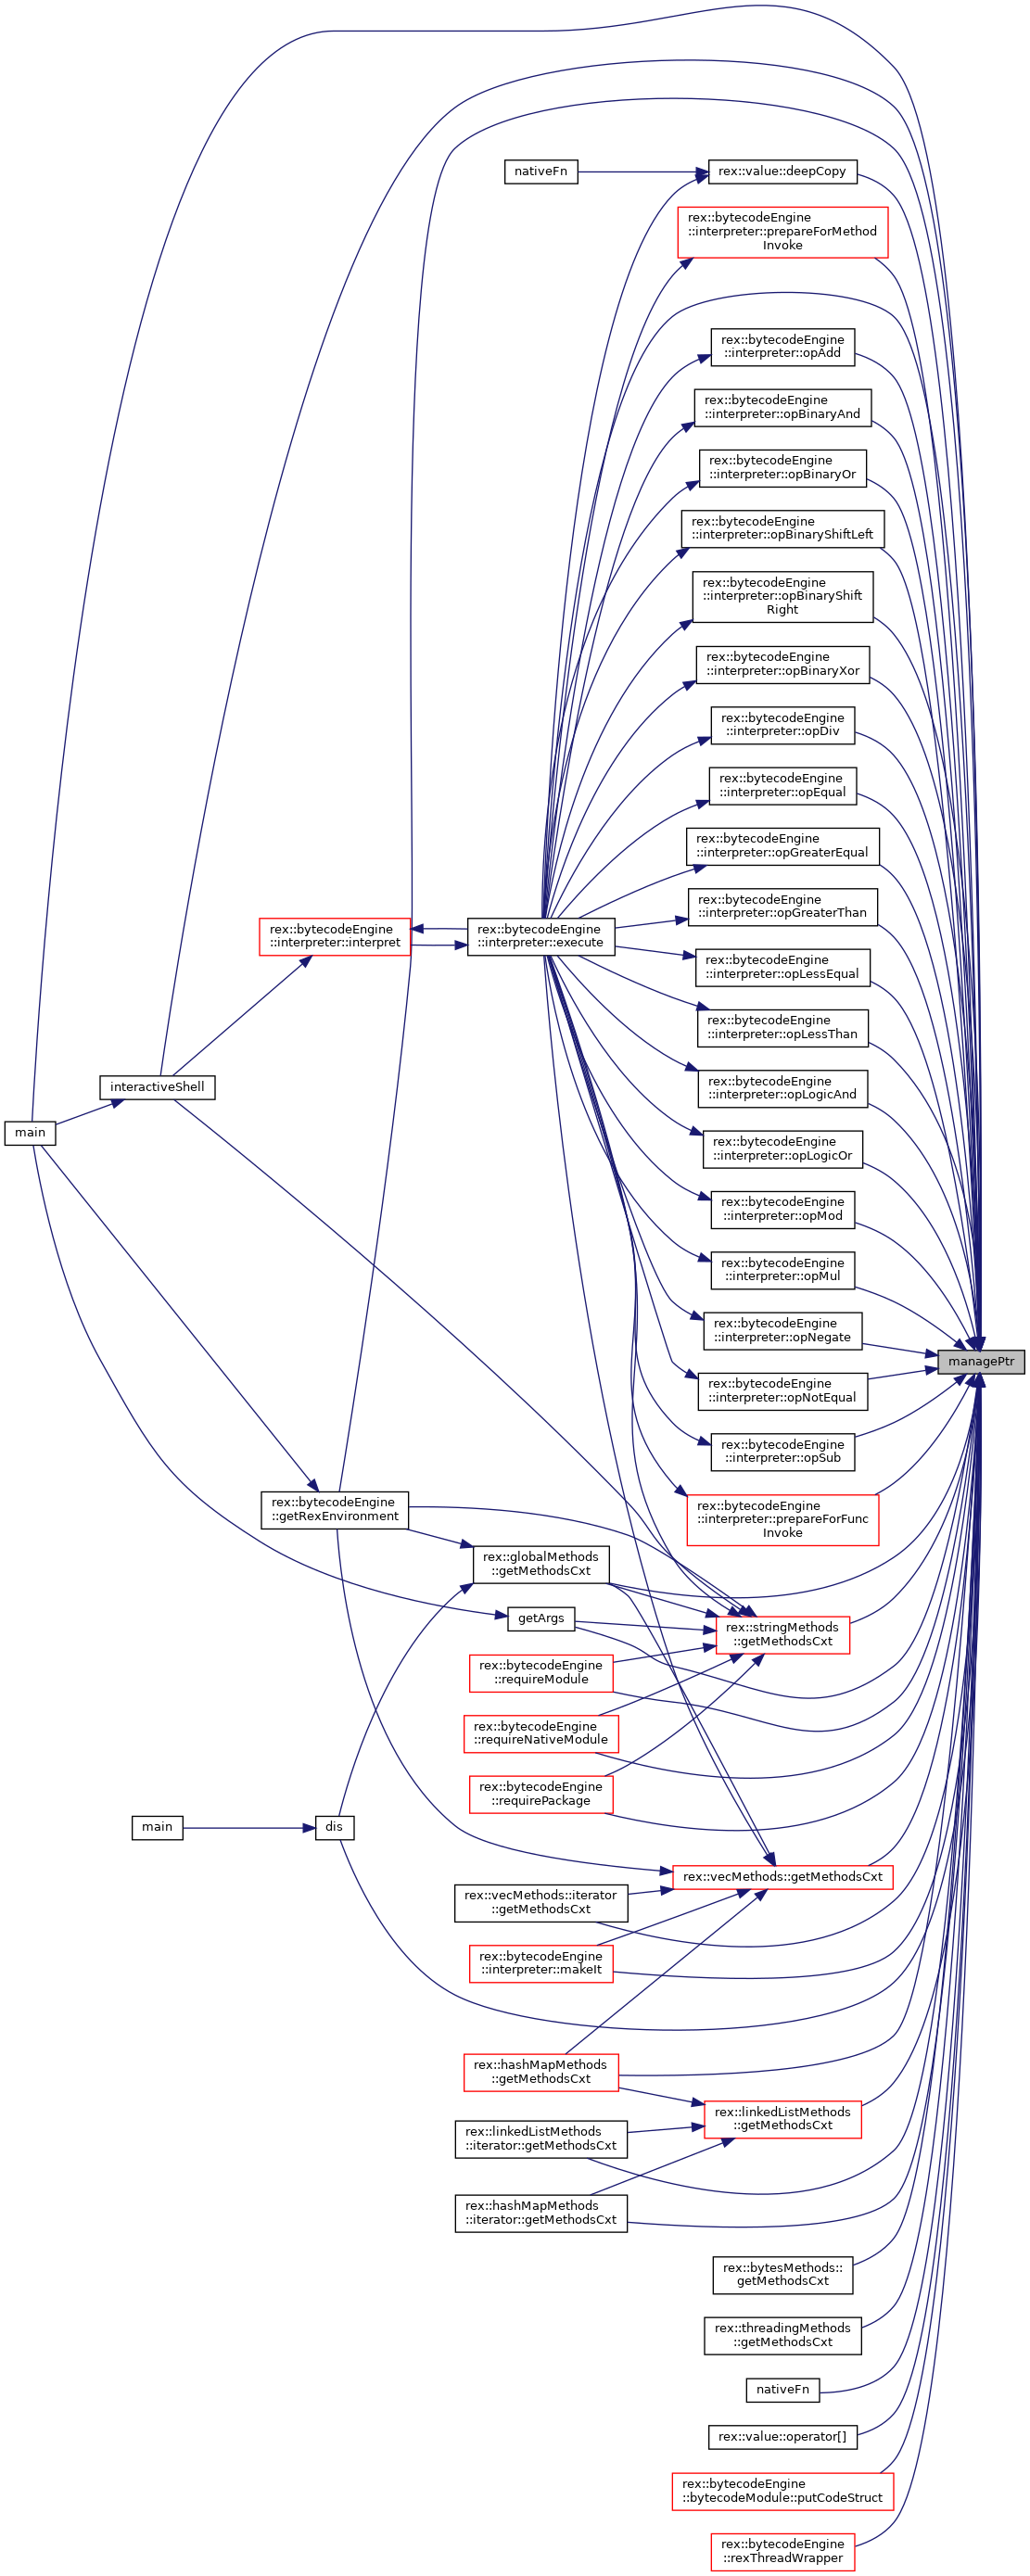 nativeFn
rex::value::deepCopy
rex::bytecodeEngine
::interpreter::prepareForMethod
Invoke
rex::bytecodeEngine
::interpreter::opAdd
rex::bytecodeEngine
::interpreter::opBinaryAnd
rex::bytecodeEngine
::interpreter::opBinaryOr
rex::bytecodeEngine
::interpreter::opBinaryShiftLeft
rex::bytecodeEngine
::interpreter::opBinaryShift
Right
rex::bytecodeEngine
::interpreter::opBinaryXor
rex::bytecodeEngine
::interpreter::opDiv
rex::bytecodeEngine
::interpreter::opEqual
rex::bytecodeEngine
::interpreter::opGreaterEqual
rex::bytecodeEngine
::interpreter::opGreaterThan
rex::bytecodeEngine
::interpreter::interpret
rex::bytecodeEngine
::interpreter::execute
rex::bytecodeEngine
::interpreter::opLessEqual
rex::bytecodeEngine
::interpreter::opLessThan
interactiveShell
rex::bytecodeEngine
::interpreter::opLogicAnd
main
rex::bytecodeEngine
::interpreter::opLogicOr
rex::bytecodeEngine
::interpreter::opMod
rex::bytecodeEngine
::interpreter::opMul
rex::bytecodeEngine
::interpreter::opNegate
managePtr
rex::bytecodeEngine
::interpreter::opNotEqual
rex::bytecodeEngine
::interpreter::opSub
rex::bytecodeEngine
::getRexEnvironment
rex::bytecodeEngine
::interpreter::prepareForFunc
Invoke
rex::globalMethods
::getMethodsCxt
getArgs
rex::stringMethods
::getMethodsCxt
rex::bytecodeEngine
::requireModule
rex::bytecodeEngine
::requireNativeModule
rex::bytecodeEngine
::requirePackage
main
dis
rex::vecMethods::getMethodsCxt
rex::vecMethods::iterator
::getMethodsCxt
rex::bytecodeEngine
::interpreter::makeIt
rex::hashMapMethods
::getMethodsCxt
rex::linkedListMethods
::getMethodsCxt
rex::linkedListMethods
::iterator::getMethodsCxt
rex::hashMapMethods
::iterator::getMethodsCxt
rex::bytesMethods::
getMethodsCxt
rex::threadingMethods
::getMethodsCxt
nativeFn
rex::value::operator[]
rex::bytecodeEngine
::bytecodeModule::putCodeStruct
rex::bytecodeEngine
::rexThreadWrapper